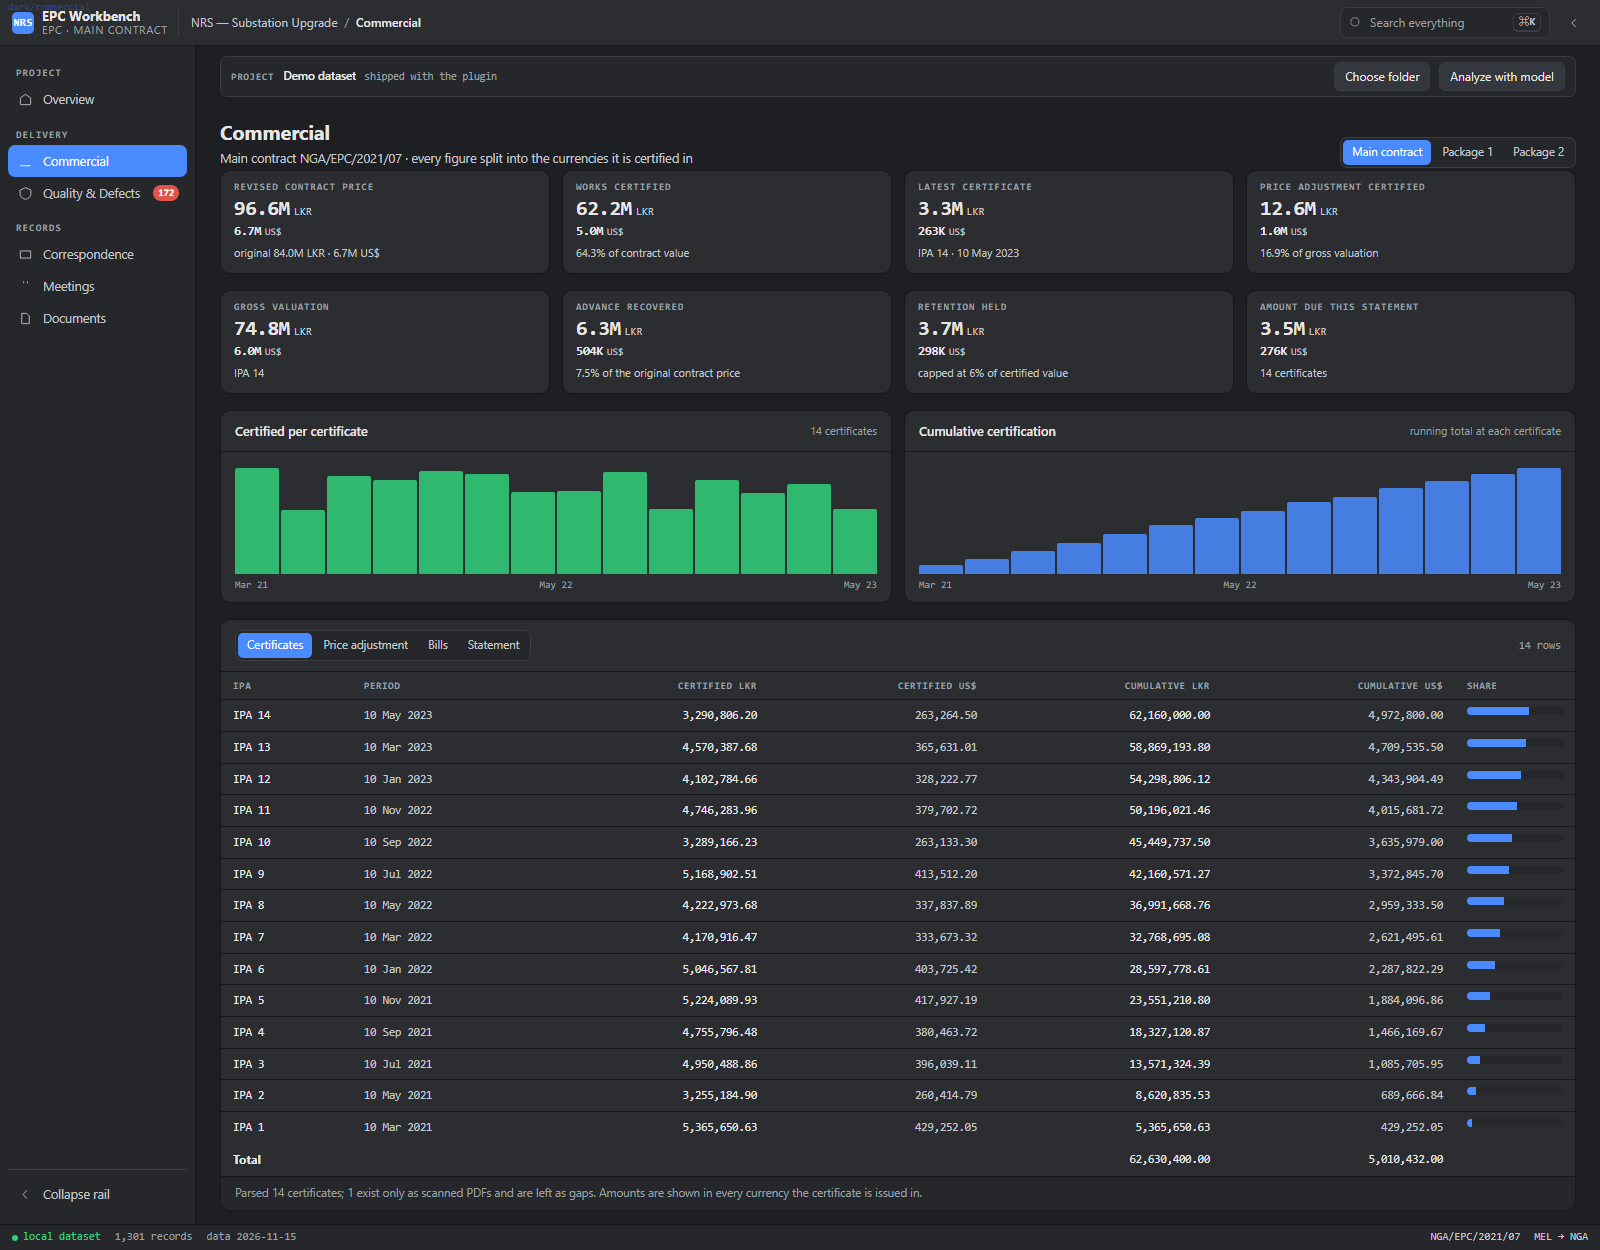 dark/commercial
NRS
EPC Workbench
EPC · MAIN CONTRACT
NRS — Substation Upgrade / Commercial
Search everything
⌘K
PROJECT
Overview
DELIVERY
Commercial
Quality & Defects 172
RECORDS
Correspondence
Meetings
Documents
Collapse rail
PROJECT Demo dataset shipped with the plugin
Choose folder
Analyze with model
Commercial
Main contract NGA/EPC/2021/07 · every figure split into the currencies it is certified in
Main contract Package 1 Package 2
REVISED CONTRACT PRICE
96.6M LKR
6.7M US$
original 84.0M LKR · 6.7M US$
WORKS CERTIFIED
62.2M LKR
5.0M US$
64.3% of contract value
LATEST CERTIFICATE
3.3M LKR
263K US$
IPA 14 · 10 May 2023
PRICE ADJUSTMENT CERTIFIED
12.6M LKR
1.0M US$
16.9% of gross valuation
GROSS VALUATION
74.8M LKR
6.0M US$
IPA 14
ADVANCE RECOVERED
6.3M LKR
504K US$
7.5% of the original contract price
RETENTION HELD
3.7M LKR
298K US$
capped at 6% of certified value
AMOUNT DUE THIS STATEMENT
3.5M LKR
276K US$
14 certificates
Certified per certificate
14 certificates
Mar 21 May 22 May 23
Cumulative certification
running total at each certificate
Mar 21 May 22 May 23
Certificates Price adjustment Bills Statement
14 rows
IPA PERIOD CERTIFIED LKR CERTIFIED US$ CUMULATIVE LKR CUMULATIVE US$ SHARE
IPA 14 10 May 2023 3,290,806.20 263,264.50 62,160,000.00 4,972,800.00
IPA 13 10 Mar 2023 4,570,387.68 365,631.01 58,869,193.80 4,709,535.50
IPA 12 10 Jan 2023 4,102,784.66 328,222.77 54,298,806.12 4,343,904.49
IPA 11 10 Nov 2022 4,746,283.96 379,702.72 50,196,021.46 4,015,681.72
IPA 10 10 Sep 2022 3,289,166.23 263,133.30 45,449,737.50 3,635,979.00
IPA 9 10 Jul 2022 5,168,902.51 413,512.20 42,160,571.27 3,372,845.70
IPA 8 10 May 2022 4,222,973.68 337,837.89 36,991,668.76 2,959,333.50
IPA 7 10 Mar 2022 4,170,916.47 333,673.32 32,768,695.08 2,621,495.61
IPA 6 10 Jan 2022 5,046,567.81 403,725.42 28,597,778.61 2,287,822.29
IPA 5 10 Nov 2021 5,224,089.93 417,927.19 23,551,210.80 1,884,096.86
IPA 4 10 Sep 2021 4,755,796.48 380,463.72 18,327,120.87 1,466,169.67
IPA 3 10 Jul 2021 4,950,488.86 396,039.11 13,571,324.39 1,085,705.95
IPA 2 10 May 2021 3,255,184.90 260,414.79 8,620,835.53 689,666.84
IPA 1 10 Mar 2021 5,365,650.63 429,252.05 5,365,650.63 429,252.05
Total 62,630,400.00 5,010,432.00
Parsed 14 certificates; 1 exist only as scanned PDFs and are left as gaps. Amounts are shown in every currency the certificate is issued in.
local dataset 1,301 records data 2026-11-15
NGA/EPC/2021/07 MEL → NGA